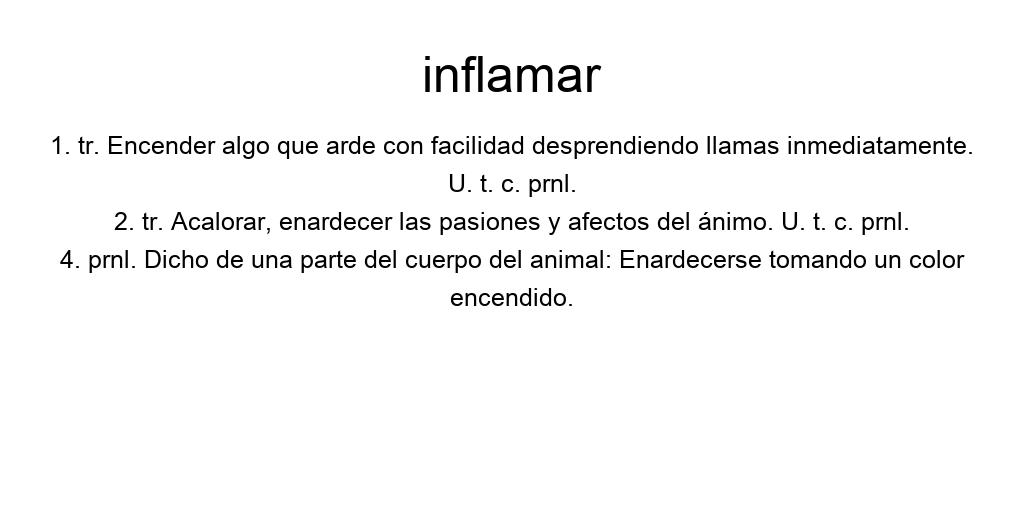 inflamar
1. tr. Encender algo que arde con facilidad desprendiendo llamas inmediatamente.
U. t. c. prnl.
2. tr. Acalorar, enardecer las pasiones y afectos del ánimo. U. t. c. prnl.
4. prnl. Dicho de una parte del cuerpo del animal: Enardecerse tomando un color
encendido.